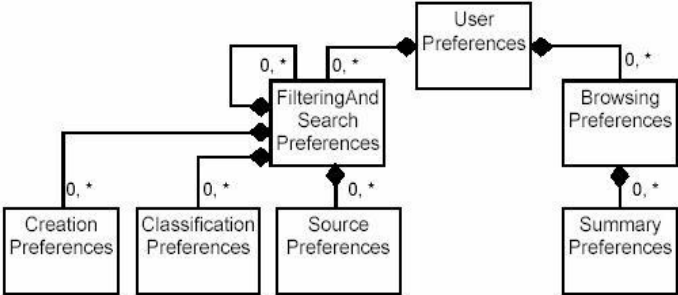 User
Preferences
0, *
0, *
0, *
FilteringAnd
Search
Preferences
Browsing
Preferences
0, *
0, *
0, *
0, *
Creation
Preferences
Classification
Preferences
Source
Preferences
Summary
Preferences